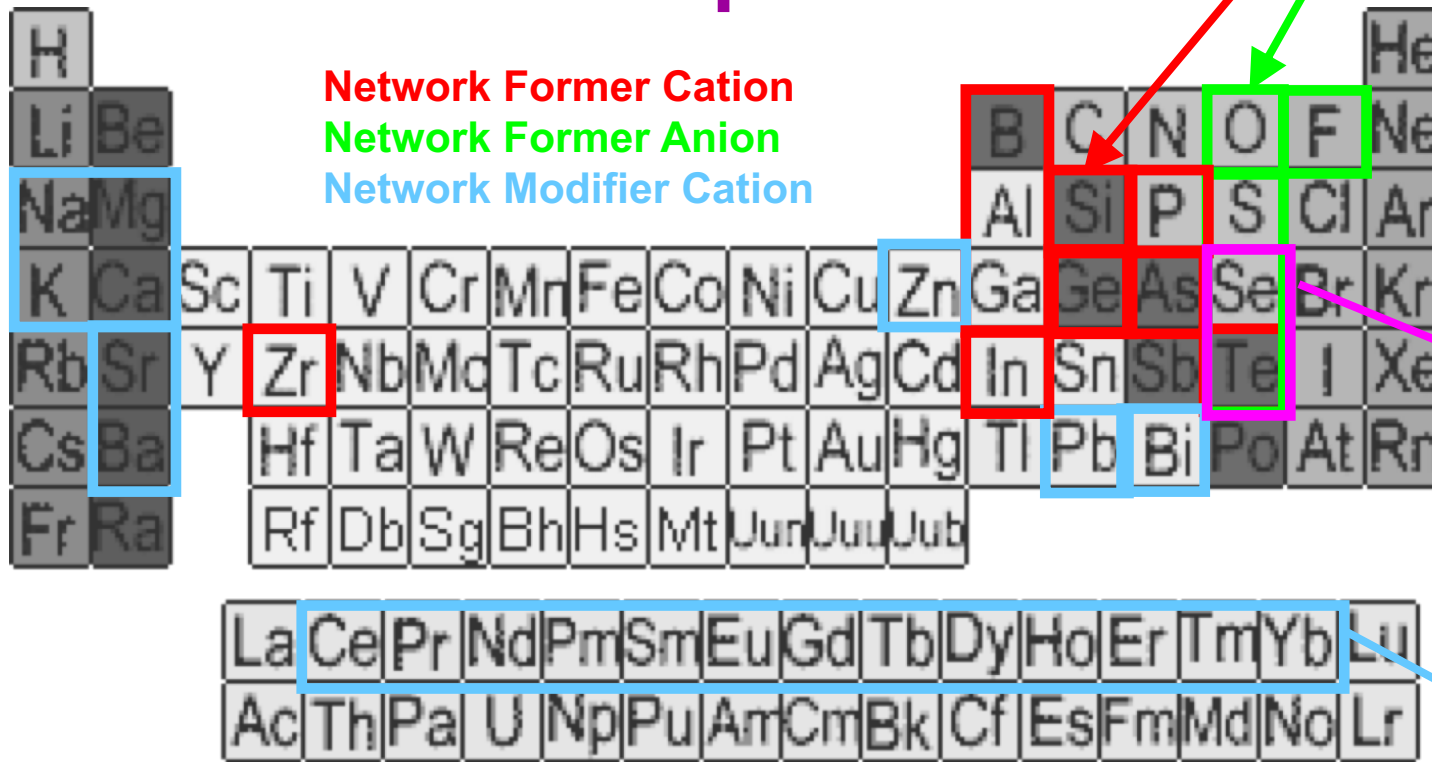 H He
Network Former Cation
Li Be B C N O F Ne
Network Former Anion
Na Mg Network Modifier Cation Al Si P S Cl Ar
K Ca Sc Ti V Cr Mn Fe Co Ni Cu Zn Ga Ge As Se Br Kr
Rb Sr Y Zr Nb Mo Tc Ru Rh Pd Ag Cd In Sn Sb Te I Xe
Cs Ba Hf Ta W Re Os Ir Pt Au Hg Tl Pb Bi Po At Rn
Fr Ra Rf Db Sg Bh Hs Mt Uun Uuu Uub
La Ce Pr Nd Pm Sm Eu Gd Tb Dy Ho Er Tm Yb Lu
Ac Th Pa U Np Pu Am Cm Bk Cf Es Fm Md No Lr